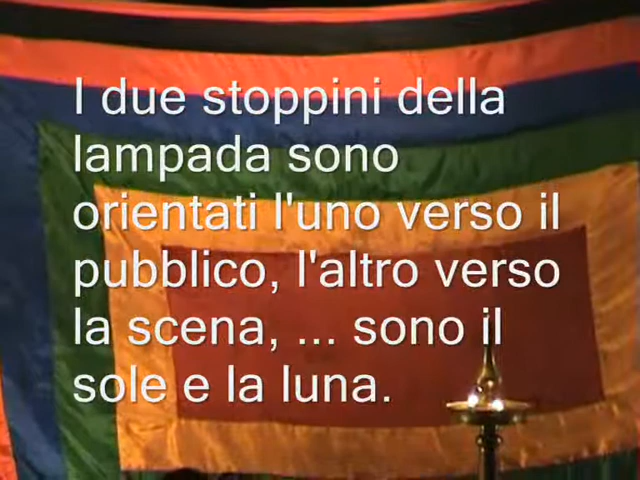 I due stoppini della
lampada sono
orientati l'uno verso il
pubblico, l'altro verso
la scena, ... sono il
sole e la luna.